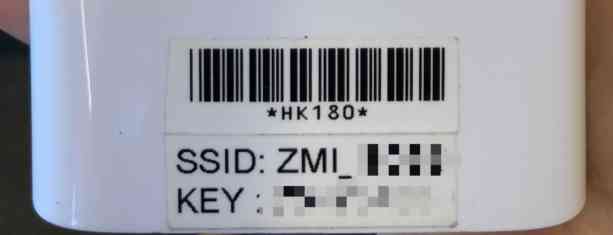 *HK180*
SSID: ZMI_
KEY :